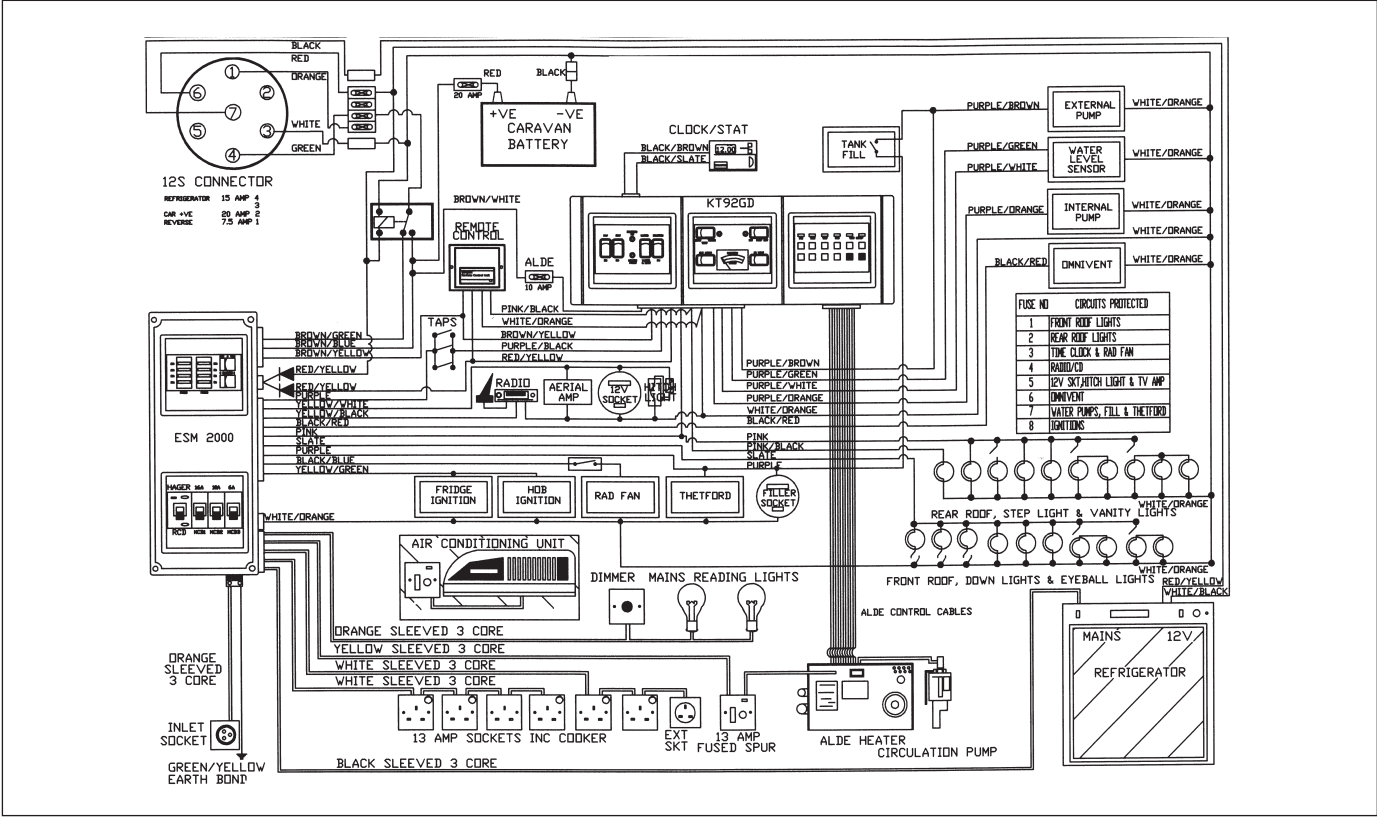 BLACK
RED
ORANGE
WHITE
GREEN
1
6
2
7
5
3
4
12S CONNECTOR
REFRIGERATOR 15 AMP 4
3
CAR +VE 20 AMP 2
REVERSE 7.5 AMP 1
RED
20 AMP
BLACK
+VE -VE
CARAVAN
BATTERY
CLOCK/STAT
BLACK/BROWN
BLACK/SLATE
12.00
TANK
FILL
PURPLE/BROWN
EXTERNAL
PUMP
WHITE/ORANGE
PURPLE/GREEN
PURPLE/WHITE
WATER
LEVEL
SENSOR
WHITE/ORANGE
PURPLE/ORANGE
INTERNAL
PUMP
WHITE/ORANGE
WHITE/ORANGE
BLACK/RED
OMNIVENT
WHITE/ORANGE
BROWN/WHITE
REMOTE
CONTROL
ALDE
10 AMP
KT92GD
PINK/BLACK
WHITE/ORANGE
BROWN/YELLOW
PURPLE/BLACK
RED/YELLOW
TAPS
BROWN/GREEN
BROWN/BLUE
BROWN/YELLOW
RED/YELLOW
RED/YELLOW
PURPLE
YELLOW/WHITE
YELLOW/BLACK
BLACK/RED
PINK
SLATE
PURPLE
BLACK/BLUE
YELLOW/GREEN
WHITE/ORANGE
ESM 2000
HAGER 16A 10A 6A
RCD MCB1 MCB2 MCB3
RADIO
AERIAL
AMP
12V
SOCKET
HITCH
LIGHT
PURPLE/BROWN
PURPLE/GREEN
PURPLE/WHITE
PURPLE/ORANGE
WHITE/ORANGE
BLACK/RED
PINK
PINK/BLACK
SLATE
PURPLE
FUSE NO CIRCUITS PROTECTED
1 FRONT ROOF LIGHTS
2 REAR ROOF LIGHTS
3 TIME CLOCK & RAD FAN
4 RADIO/CD
5 12V SKT,HITCH LIGHT & TV AMP
6 OMNIVENT
7 WATER PUMPS, FILL & THETFORD
8 IGNITIONS
FRIDGE
IGNITION
HOB
IGNITION
RAD FAN
THETFORD
FILLER
SOCKET
WHITE/ORANGE
REAR ROOF, STEP LIGHT & VANITY LIGHTS
WHITE/ORANGE
FRONT ROOF, DOWN LIGHTS & EYEBALL LIGHTS
RED/YELLOW
WHITE/BLACK
AIR CONDITIONING UNIT
DIMMER MAINS READING LIGHTS
ALDE CONTROL CABLES
ORANGE SLEEVED 3 CORE
YELLOW SLEEVED 3 CORE
WHITE SLEEVED 3 CORE
WHITE SLEEVED 3 CORE
ORANGE
SLEEVED
3 CORE
INLET
SOCKET
GREEN/YELLOW
EARTH BOND
13 AMP SOCKETS INC COOKER
EXT
SKT
13 AMP
FUSED SPUR
ALDE HEATER
CIRCULATION PUMP
BLACK SLEEVED 3 CORE
MAINS 12V
REFRIGERATOR